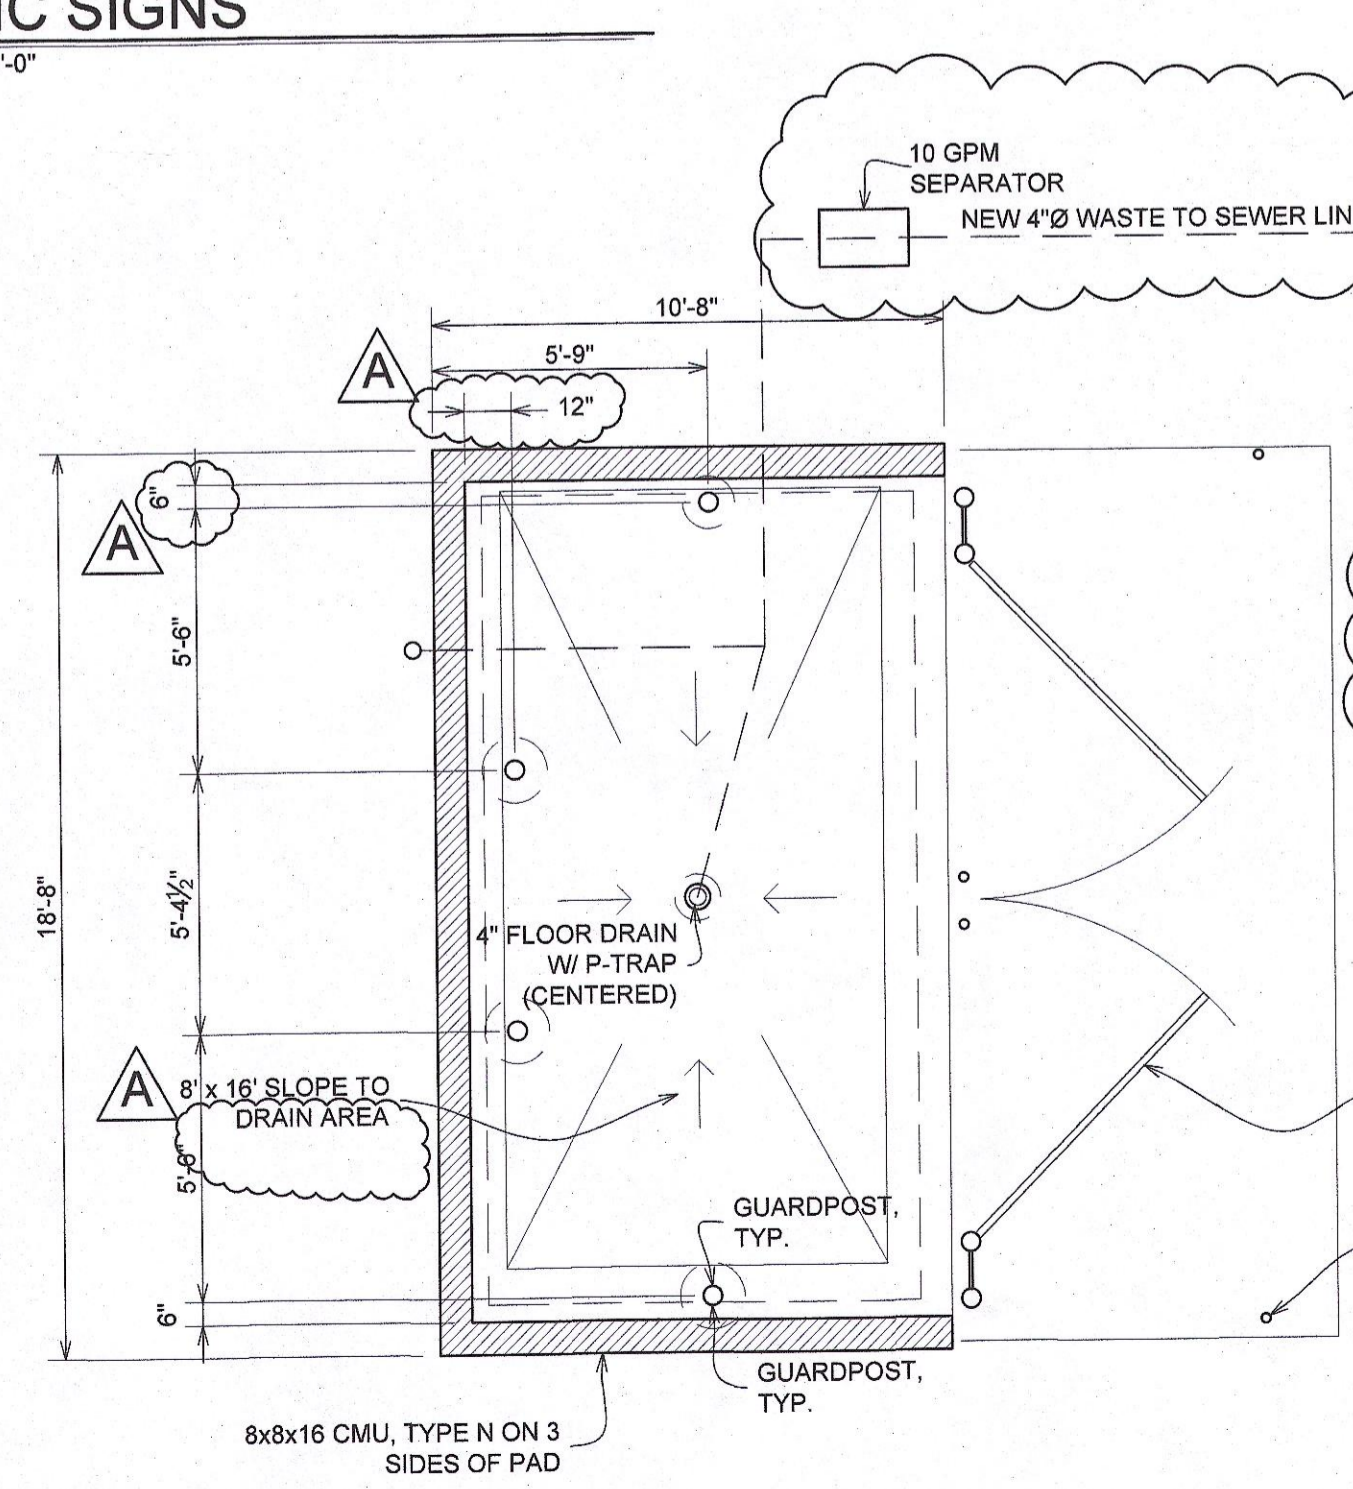 IC SIGNS
'-0"
10 GPM
SEPARATOR
NEW 4"Ø WASTE TO SEWER LIN
10'-8"
5'-9"
12"
A
6"
A
5'-6"
18'-8"
5'-4½"
4" FLOOR DRAIN
W/ P-TRAP
(CENTERED)
A
8' x 16' SLOPE TO
DRAIN AREA
5'-6"
GUARDPOST,
TYP.
6"
GUARDPOST,
TYP.
8x8x16 CMU, TYPE N ON 3
SIDES OF PAD